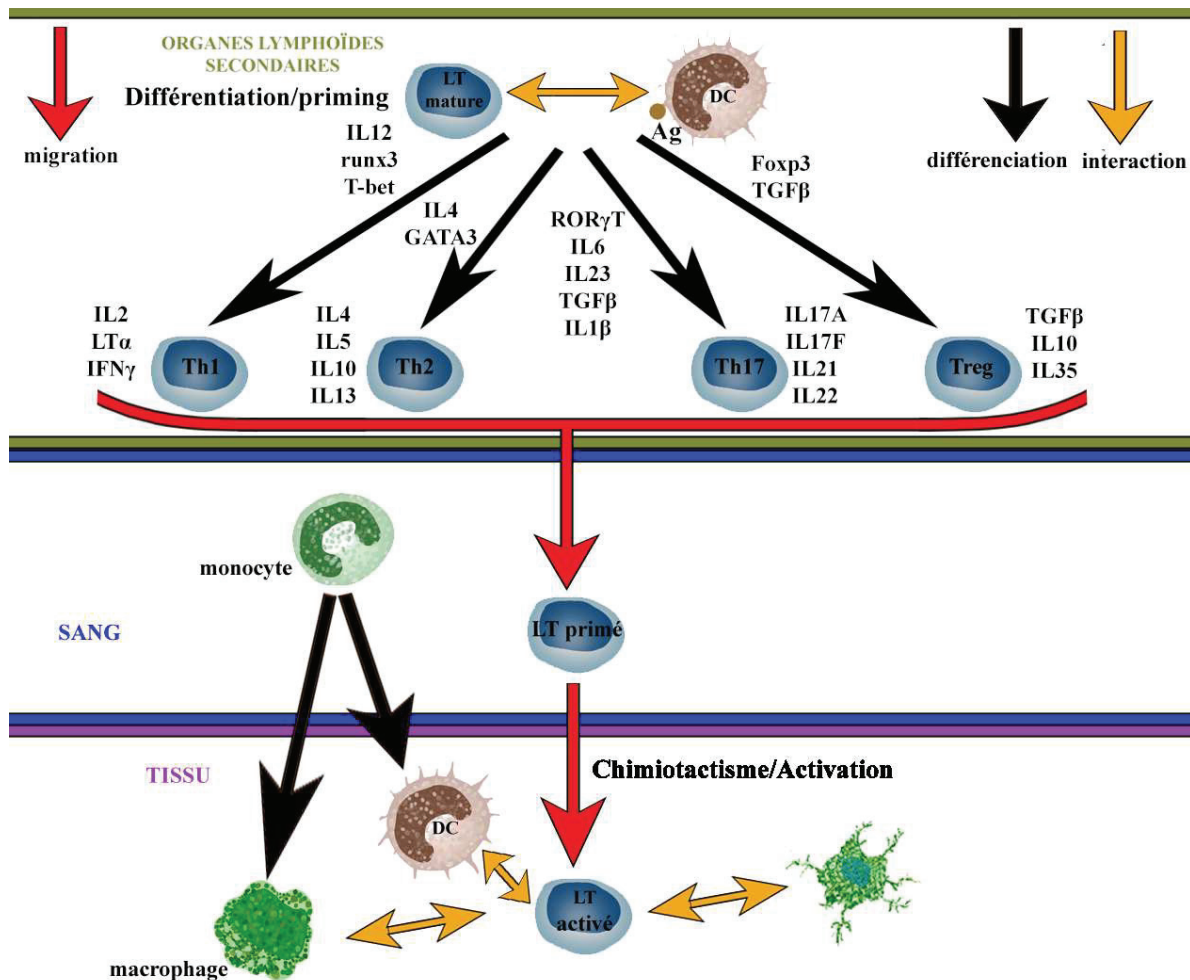 ORGANES LYMPHOÏDES
SECONDAIRES
Différentiation/priming
LT
mature
DC
Ag
migration
différenciation
interaction
IL12
runx3
T-bet
IL4
GATA3
RORγT
IL6
IL23
TGFβ
IL1β
Foxp3
TGFβ
IL2
LTα
IFNγ
Th1
IL4
IL5
IL10
IL13
Th2
Th17
IL17A
IL17F
IL21
IL22
Treg
TGFβ
IL10
IL35
monocyte
SANG
LT primé
TISSU
Chimiotactisme/Activation
DC
LT
activé
macrophage